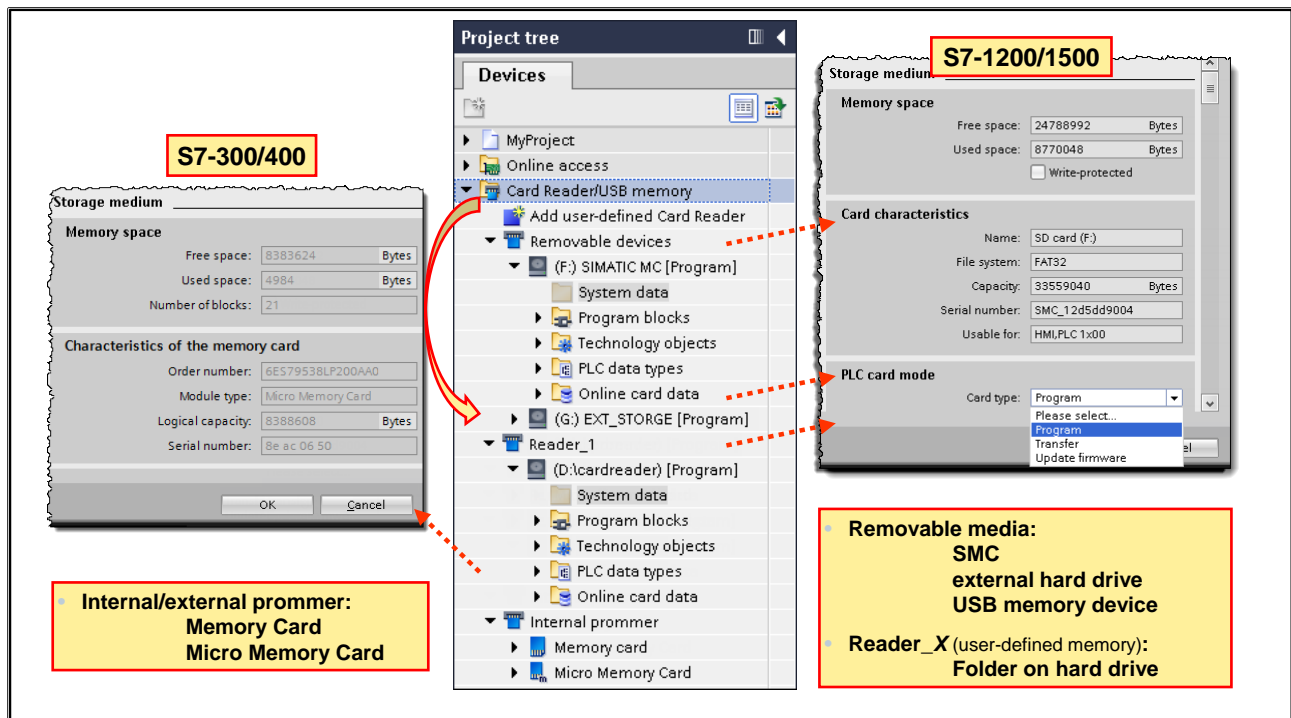 S7-300/400
Storage medium
Memory space
Free space: 8383624 Bytes
Used space: 4984 Bytes
Number of blocks: 21
Characteristics of the memory card
Order number: 6ES79538LP200AA0
Module type: Micro Memory Card
Logical capacity: 8388608 Bytes
Serial number: 8e ac 06 50
OK Cancel
• Internal/external prommer:
Memory Card
Micro Memory Card
Project tree
Devices
MyProject
Online access
Card Reader/USB memory
Add user-defined Card Reader
Removable devices
(F:) SIMATIC MC [Program]
System data
Program blocks
Technology objects
PLC data types
Online card data
(G:) EXT_STORGE [Program]
Reader_1
(D:\cardreader) [Program]
System data
Program blocks
Technology objects
PLC data types
Online card data
Internal prommer
Memory card
Micro Memory Card
S7-1200/1500
Storage medium
Memory space
Free space: 24788992 Bytes
Used space: 8770048 Bytes
Write-protected
Card characteristics
Name: SD card (F:)
File system: FAT32
Capacity: 33559040 Bytes
Serial number: SMC_12d5dd9004
Usable for: HMI,PLC 1x00
PLC card mode
Card type: Program
Please select...
Program
Transfer
Update firmware
• Removable media:
SMC
external hard drive
USB memory device
• Reader_X (user-defined memory):
Folder on hard drive